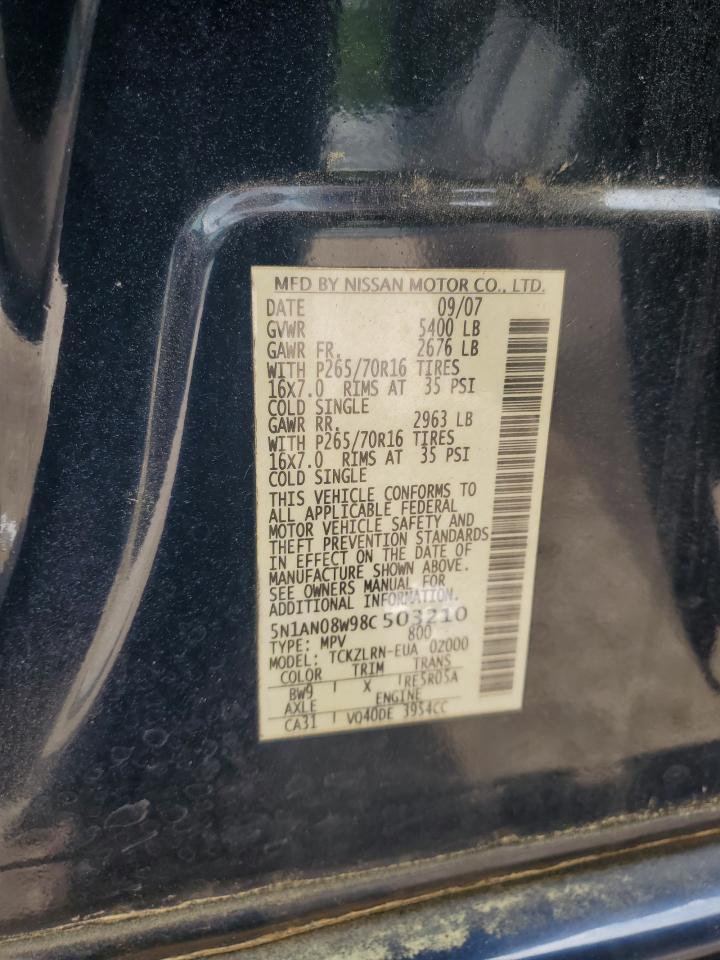 MFD BY NISSAN MOTOR CO., LTD.
DATE 09/07
GVWR 5400 LB
GAWR FR. 2676 LB
WITH P265/70R16 TIRES
16X7.0 RIMS AT 35 PSI
COLD SINGLE
GAWR RR. 2963 LB
WITH P265/70R16 TIRES
16X7.0 RIMS AT 35 PSI
COLD SINGLE
THIS VEHICLE CONFORMS TO
ALL APPLICABLE FEDERAL
MOTOR VEHICLE SAFETY AND
THEFT PREVENTION STANDARDS
IN EFFECT ON THE DATE OF
MANUFACTURE SHOWN ABOVE.
SEE OWNERS MANUAL FOR
ADDITIONAL INFORMATION.
5N1AN08W98C 503210
TYPE: MPV 800
MODEL: TCKZLRN-EUA 02000
COLOR TRIM TRANS
BW9 X RE5R05A
AXLE ENGINE
CA31 VQ40DE 3954CC